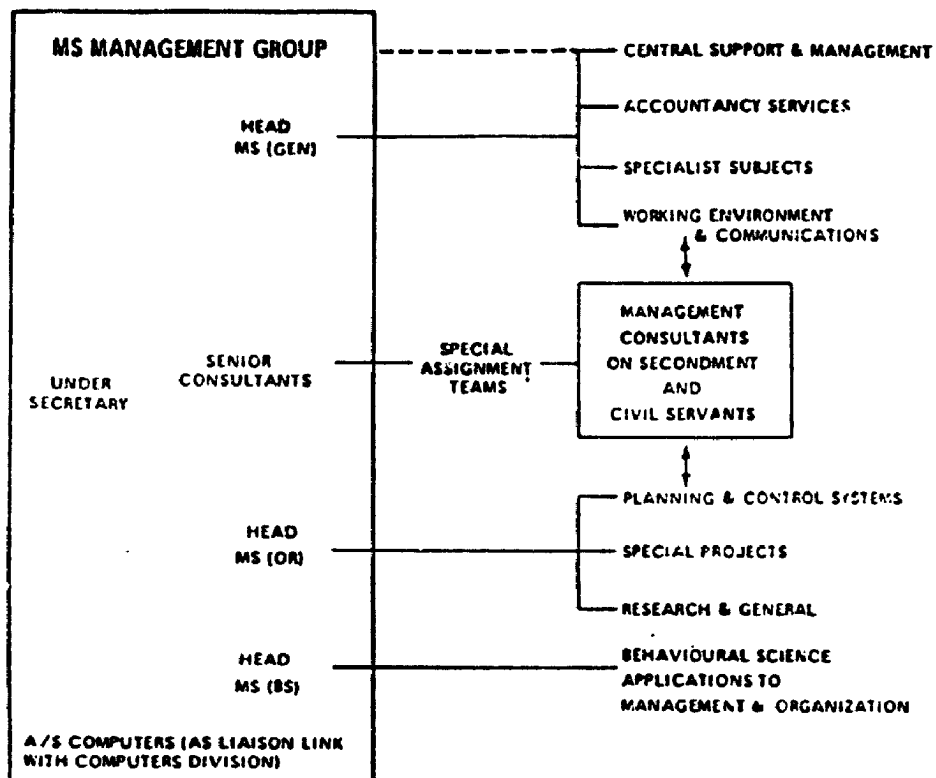 MS MANAGEMENT GROUP
CENTRAL SUPPORT & MANAGEMENT
ACCOUNTANCY SERVICES
HEAD
MS (GEN)
SPECIALIST SUBJECTS
WORKING ENVIRONMENT
& COMMUNICATIONS
MANAGEMENT
CONSULTANTS
ON SECONDMENT
AND
CIVIL SERVANTS
SPECIAL
ASSIGNMENT
TEAMS
SENIOR
CONSULTANTS
UNDER
SECRETARY
PLANNING & CONTROL SYSTEMS
HEAD
MS (OR)
SPECIAL PROJECTS
RESEARCH & GENERAL
HEAD
MS (BS)
BEHAVIOURAL SCIENCE
APPLICATIONS TO
MANAGEMENT & ORGANIZATION
A/S COMPUTERS (AS LIAISON LINK
WITH COMPUTERS DIVISION)